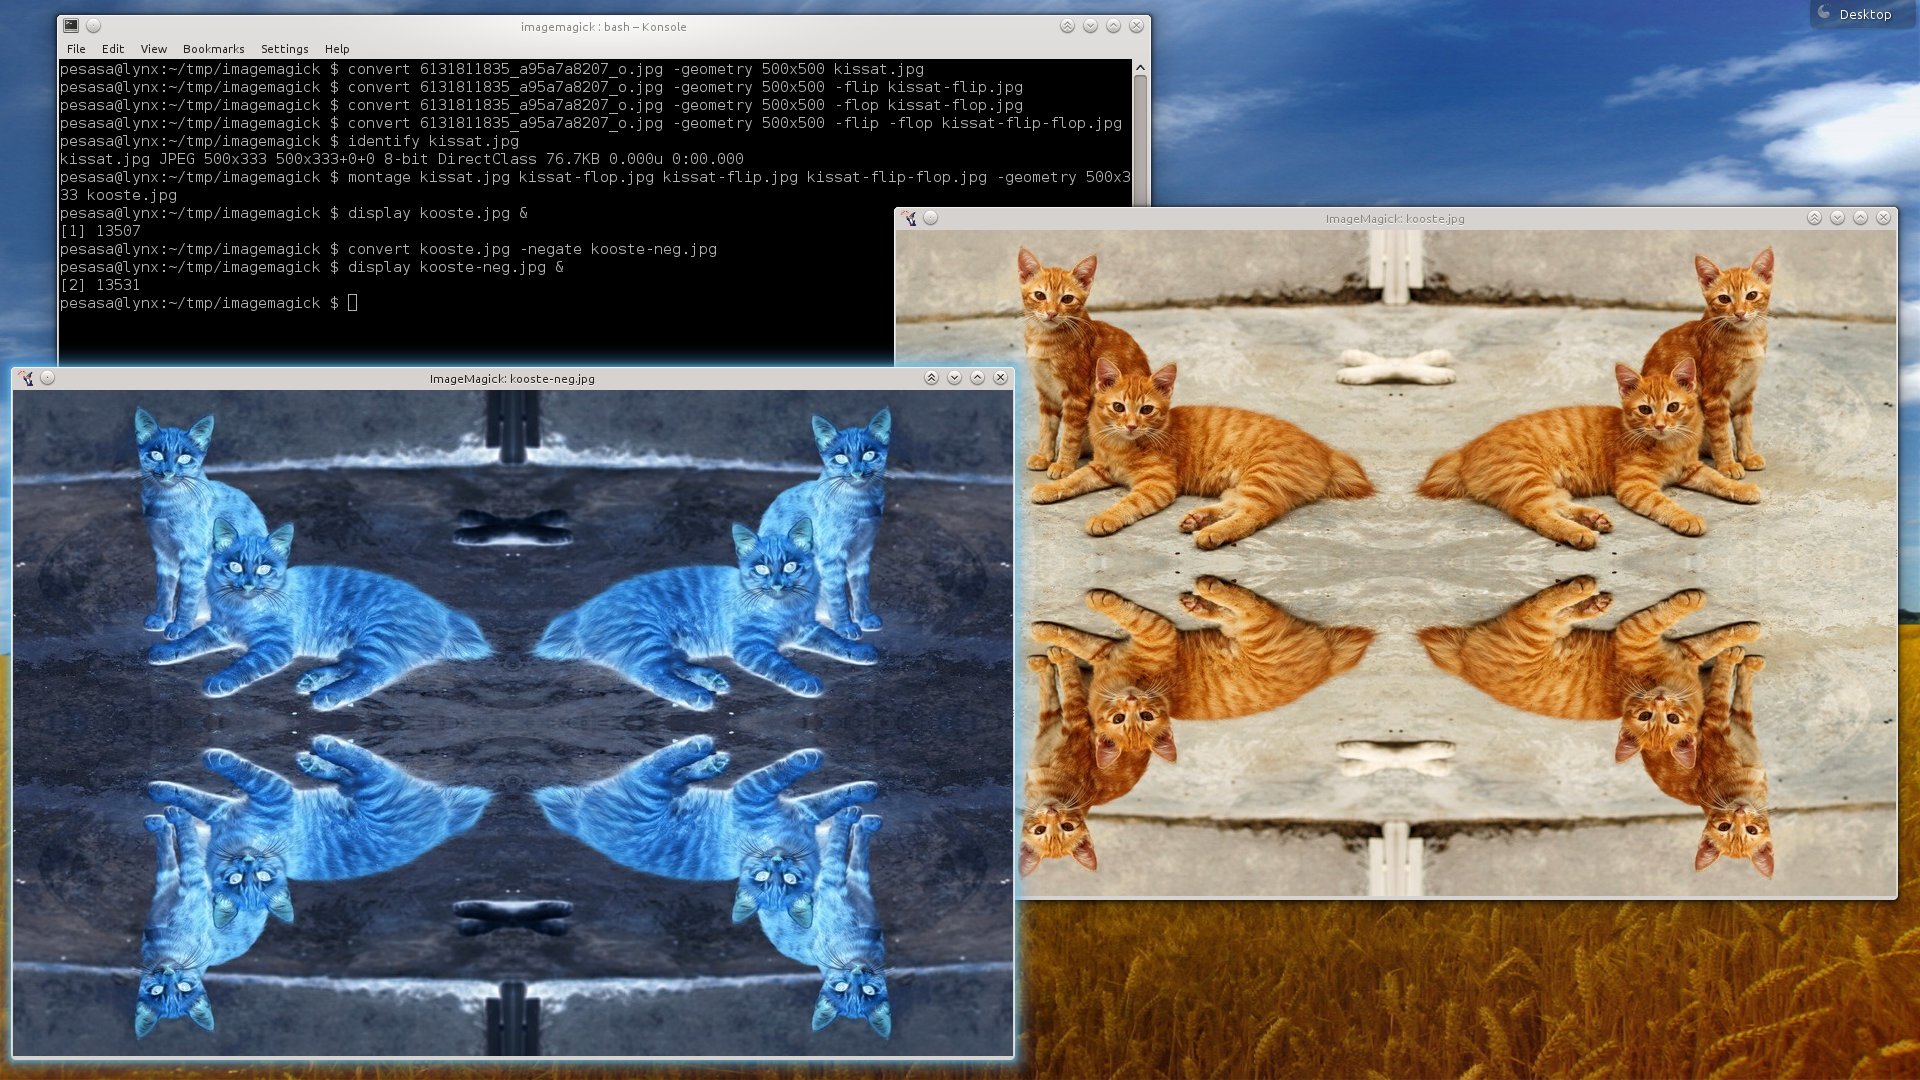 Desktop
imagemagick : bash – Konsole
File Edit View Bookmarks Settings Help
pesasa@lynx:~/tmp/imagemagick $ convert 6131811835_a95a7a8207_o.jpg -geometry 500x500 kissat.jpg
pesasa@lynx:~/tmp/imagemagick $ convert 6131811835_a95a7a8207_o.jpg -geometry 500x500 -flip kissat-flip.jpg
pesasa@lynx:~/tmp/imagemagick $ convert 6131811835_a95a7a8207_o.jpg -geometry 500x500 -flop kissat-flop.jpg
pesasa@lynx:~/tmp/imagemagick $ convert 6131811835_a95a7a8207_o.jpg -geometry 500x500 -flip -flop kissat-flip-flop.jpg
pesasa@lynx:~/tmp/imagemagick $ identify kissat.jpg
kissat.jpg JPEG 500x333 500x333+0+0 8-bit DirectClass 76.7KB 0.000u 0:00.000
pesasa@lynx:~/tmp/imagemagick $ montage kissat.jpg kissat-flop.jpg kissat-flip.jpg kissat-flip-flop.jpg -geometry 500x3
33 kooste.jpg
pesasa@lynx:~/tmp/imagemagick $ display kooste.jpg &
[1] 13507
pesasa@lynx:~/tmp/imagemagick $ convert kooste.jpg -negate kooste-neg.jpg
pesasa@lynx:~/tmp/imagemagick $ display kooste-neg.jpg &
[2] 13531
pesasa@lynx:~/tmp/imagemagick $
ImageMagick: kooste.jpg
ImageMagick: kooste-neg.jpg